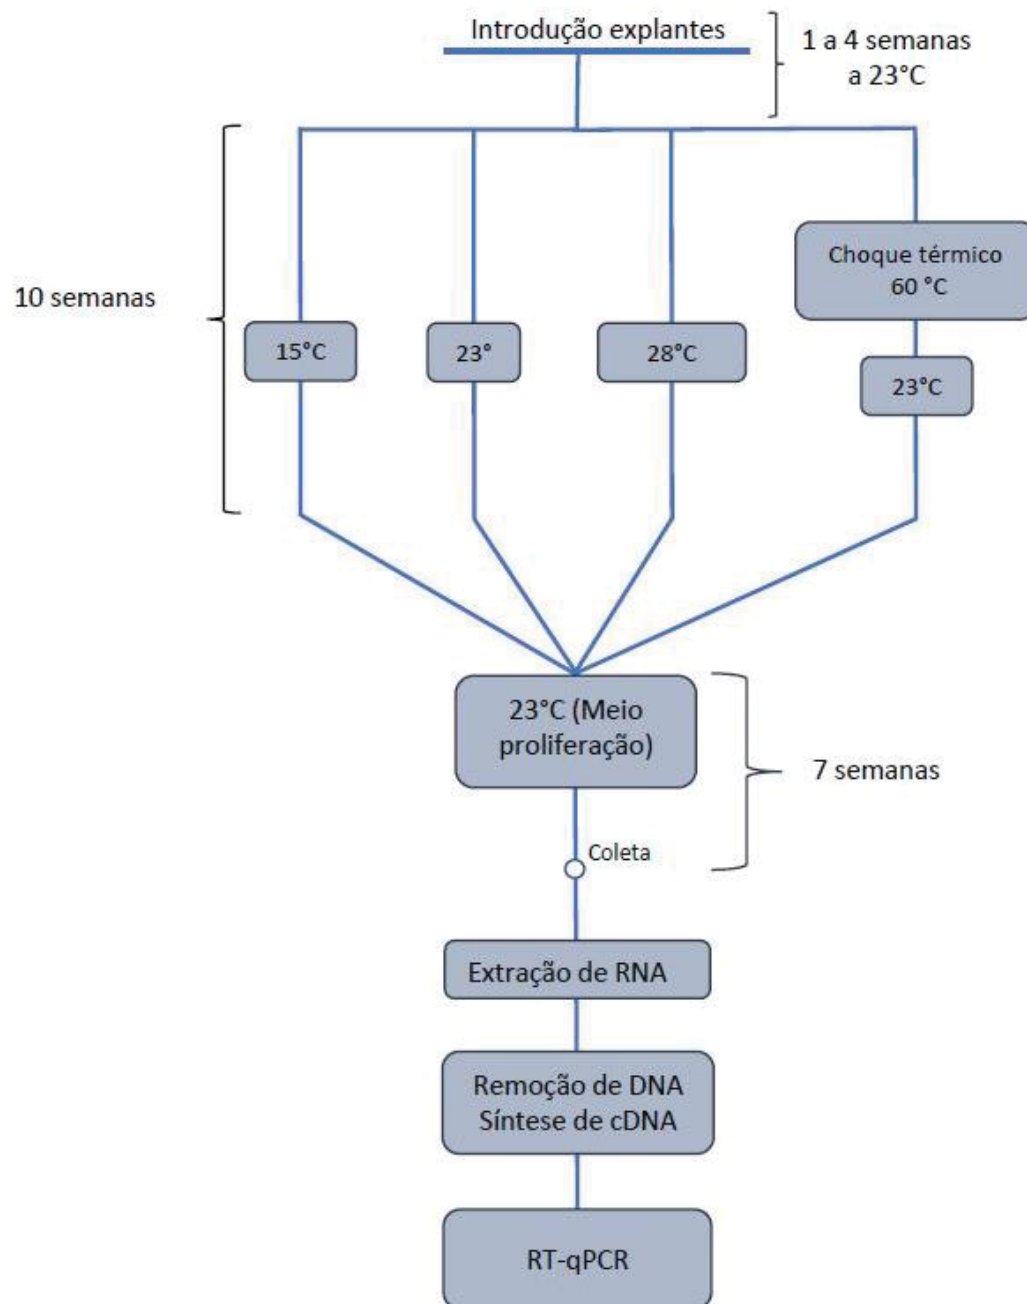 Introdução explantes
1 a 4 semanas
a 23°C
Choque térmico
60 °C
10 semanas
15°C
23°
28°C
23°C
23°C (Meio
proliferação)
7 semanas
Coleta
Extração de RNA
Remoção de DNA
Síntese de cDNA
RT-qPCR